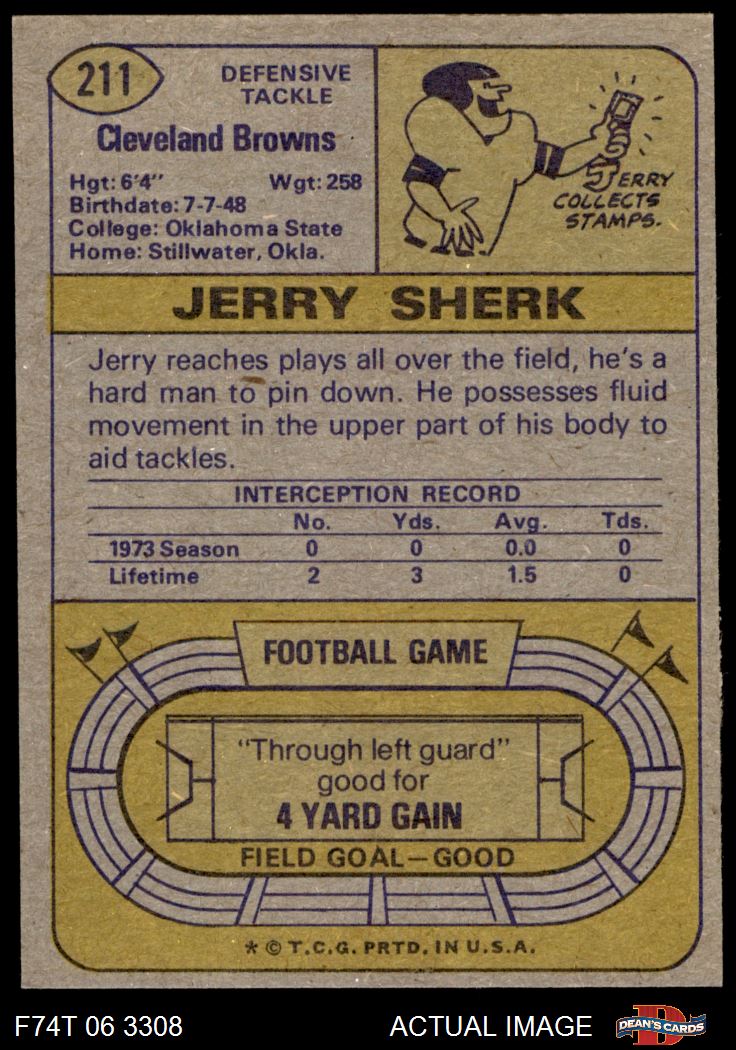 211
DEFENSIVE
TACKLE
Cleveland Browns
Hgt: 6'4" Wgt: 258
Birthdate: 7-7-48
College: Oklahoma State
Home: Stillwater, Okla.
JERRY
COLLECTS
STAMPS.
JERRY SHERK
Jerry reaches plays all over the field, he's a
hard man to pin down. He possesses fluid
movement in the upper part of his body to
aid tackles.
INTERCEPTION RECORD
No. Yds. Avg. Tds.
1973 Season 0 0 0.0 0
Lifetime 2 3 1.5 0
FOOTBALL GAME
"Through left guard"
good for
4 YARD GAIN
FIELD GOAL—GOOD
* © T.C.G. PRTD. IN U.S.A.
F74T 06 3308 ACTUAL IMAGE D DEAN'S CARDS